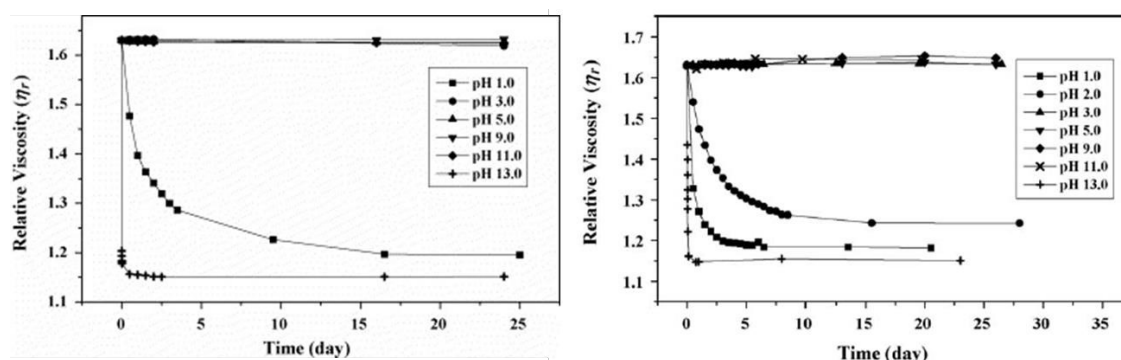 1.6
1.5
1.4
1.3
1.2
1.1
0
5
10
15
20
25
Relative Viscosity (ηr)
Time (day)
pH 1.0
pH 3.0
pH 5.0
pH 9.0
pH 11.0
pH 13.0
1.7
1.6
1.5
1.4
1.3
1.2
1.1
0
5
10
15
20
25
30
35
Relative Viscosity (ηr)
Time (day)
pH 1.0
pH 2.0
pH 3.0
pH 5.0
pH 9.0
pH 11.0
pH 13.0